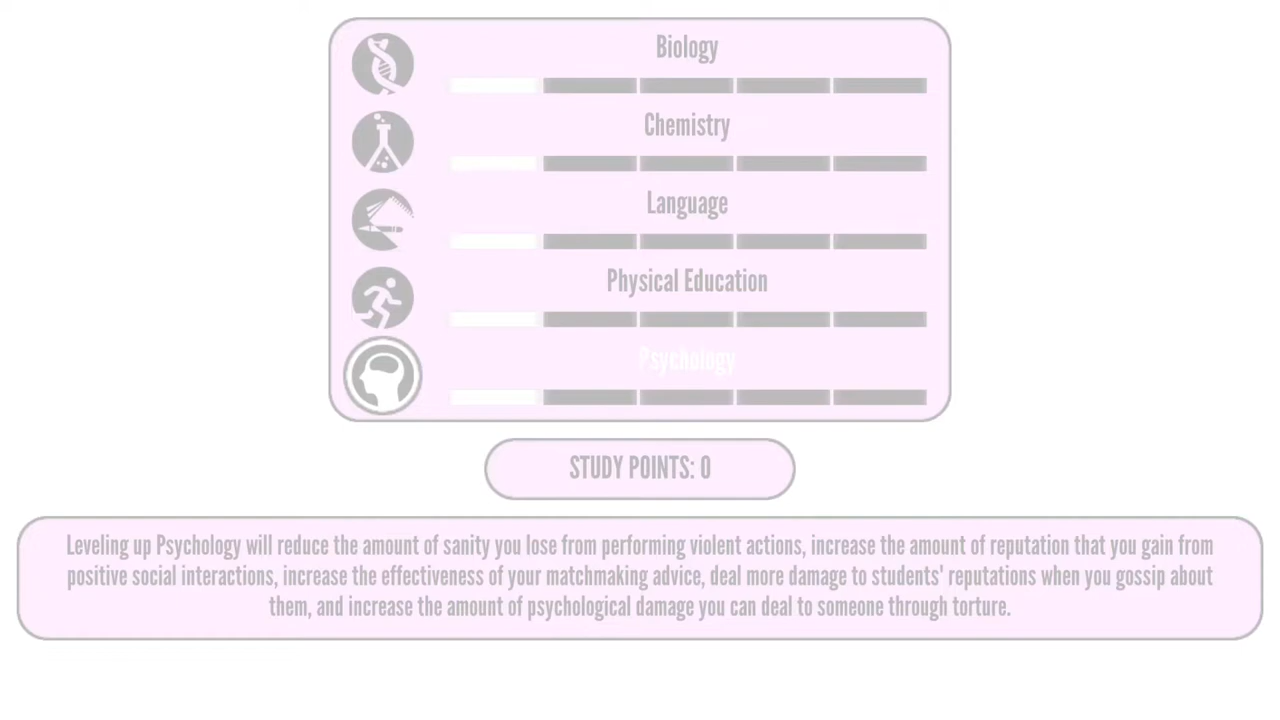 Biology
Chemistry
Language
Physical Education
Psychology
STUDY POINTS: 0
Leveling up Psychology will reduce the amount of sanity you lose from performing violent actions, increase the amount of reputation that you gain from
positive social interactions, increase the effectiveness of your matchmaking advice, deal more damage to students' reputations when you gossip about
them, and increase the amount of psychological damage you can deal to someone through torture.